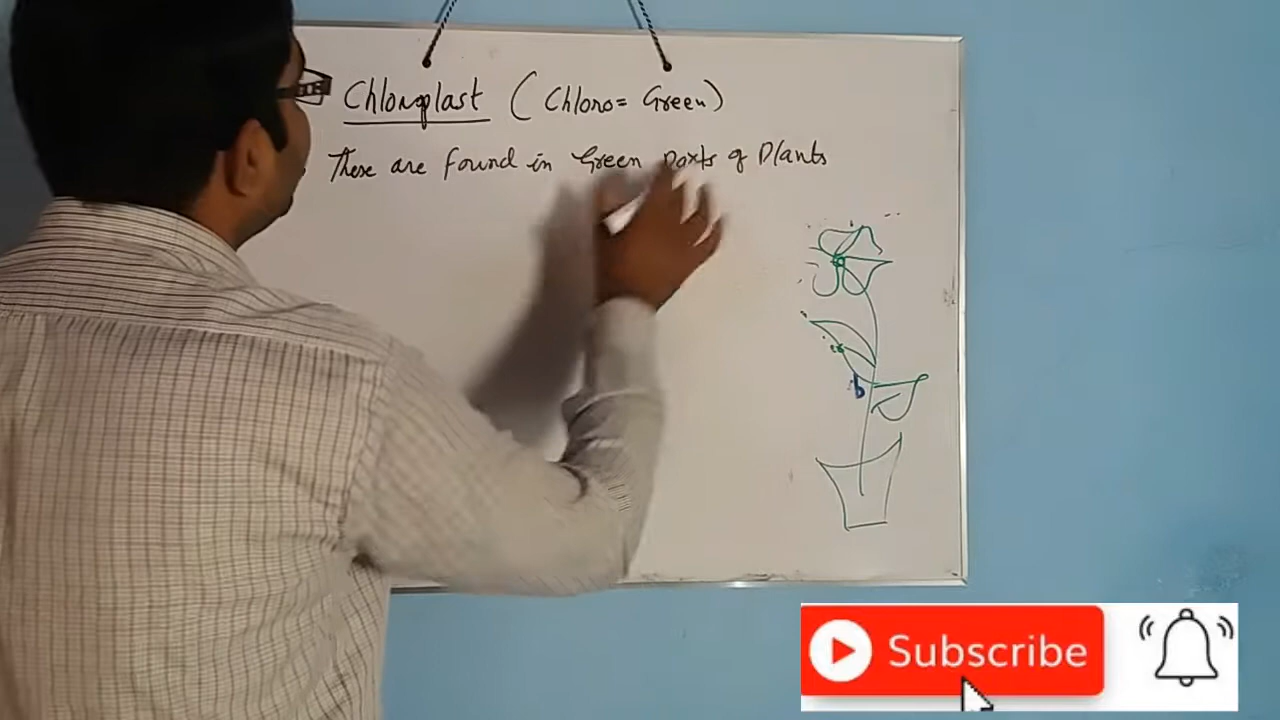 Chloroplast (Chloro= Green)
These are found in Green parts of Plants
b
Subscribe